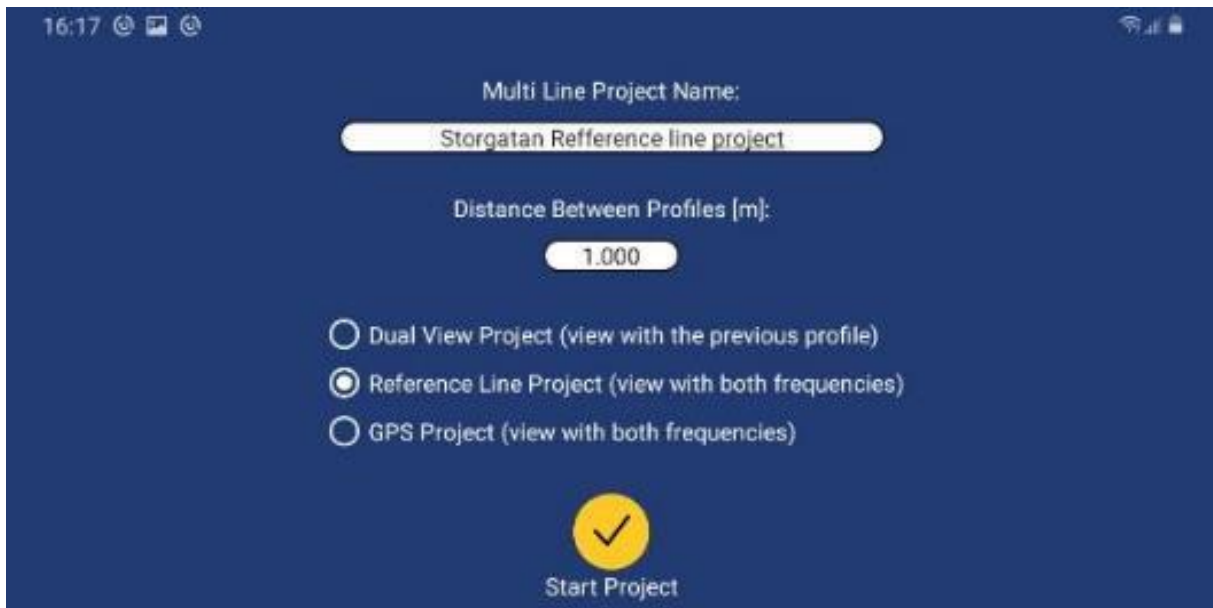 16:17
Multi Line Project Name:
Storgatan Refference line project
Distance Between Profiles [m]:
1.000
Dual View Project (view with the previous profile)
Reference Line Project (view with both frequencies)
GPS Project (view with both frequencies)
Start Project